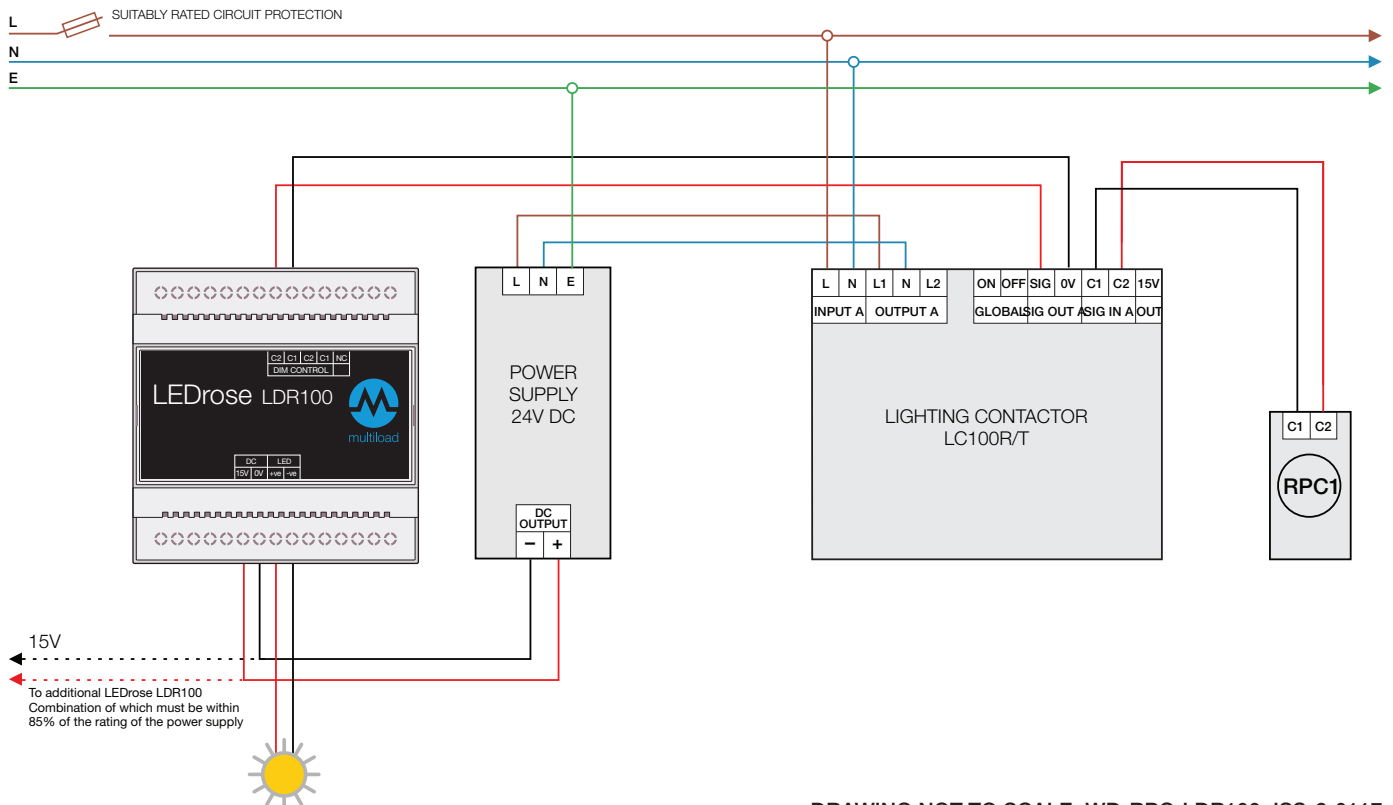 L
SUITABLY RATED CIRCUIT PROTECTION
N
E
L N E
POWER
SUPPLY
24V DC
DC
OUTPUT
– +
L N L1 N L2
INPUT A OUTPUT A
ON OFF SIG 0V C1 C2 15V
GLOBAL SIG OUT A SIG IN A OUT
LIGHTING CONTACTOR
LC100R/T
C1 C2
RPC1
C2 C1 C2 C1 NC
DIM CONTROL
LEDrose LDR100
multiload
DC LED
15V 0V +ve -ve
15V
To additional LEDrose LDR100
Combination of which must be within
85% of the rating of the power supply